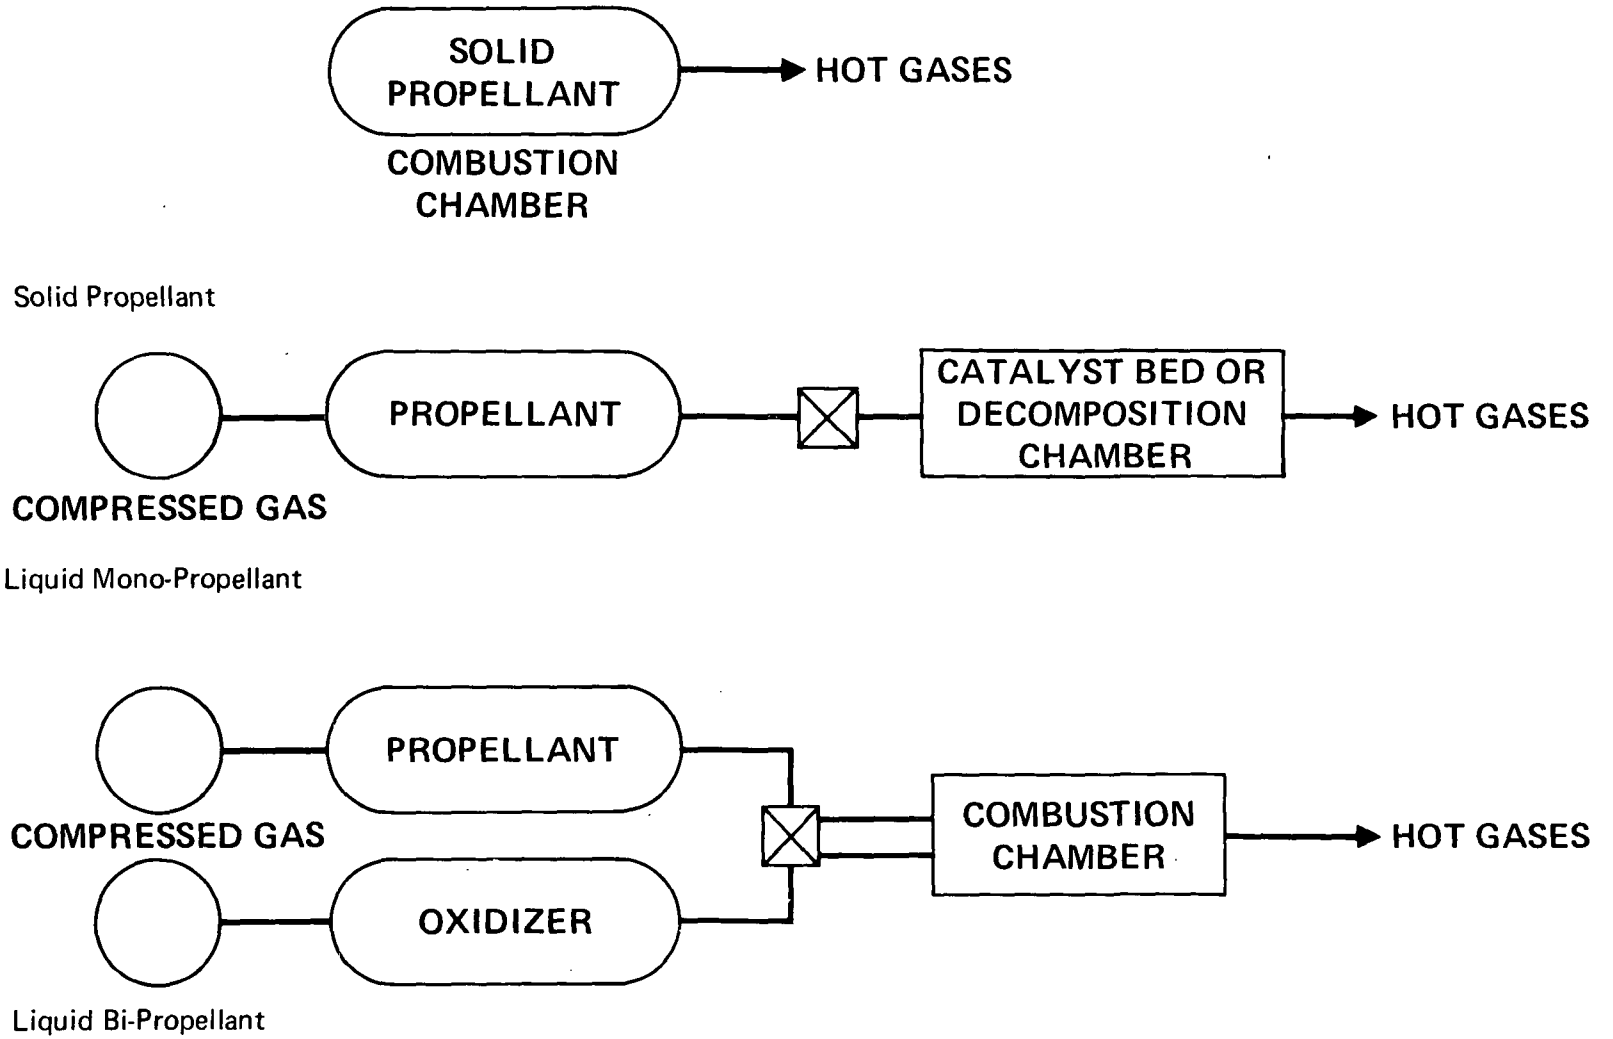 SOLID
PROPELLANT
HOT GASES
COMBUSTION
CHAMBER
Solid Propellant
PROPELLANT
CATALYST BED OR
DECOMPOSITION
CHAMBER
HOT GASES
COMPRESSED GAS
Liquid Mono-Propellant
PROPELLANT
COMPRESSED GAS
COMBUSTION
CHAMBER
HOT GASES
OXIDIZER
Liquid Bi-Propellant